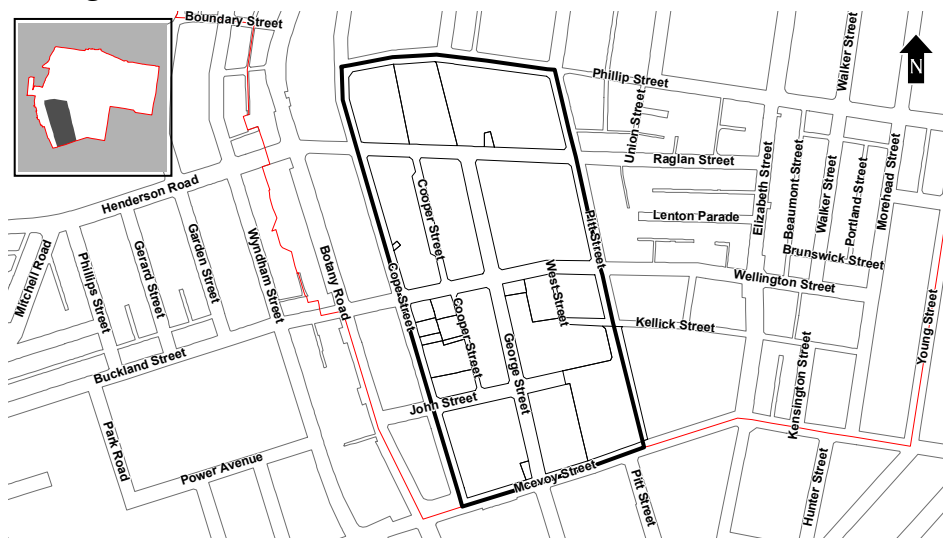 Boundary Street
Walker Street
N
Phillip Street
Union Street
Raglan Street
Elizabeth Street
Beaumont Street
Walker Street
Portland Street
Morehead Street
Henderson Road
Cooper Street
Lenton Parade
Pitt Street
Mitchell Road
Phillips Street
Gerard Street
Garden Street
Wyndham Street
Botany Road
Cope Street
West Street
Brunswick Street
Wellington Street
Cooper Street
George Street
Kellick Street
Young Street
Buckland Street
John Street
Kensington Street
Park Road
Power Avenue
Mcevoy Street
Pitt Street
Hunter Street